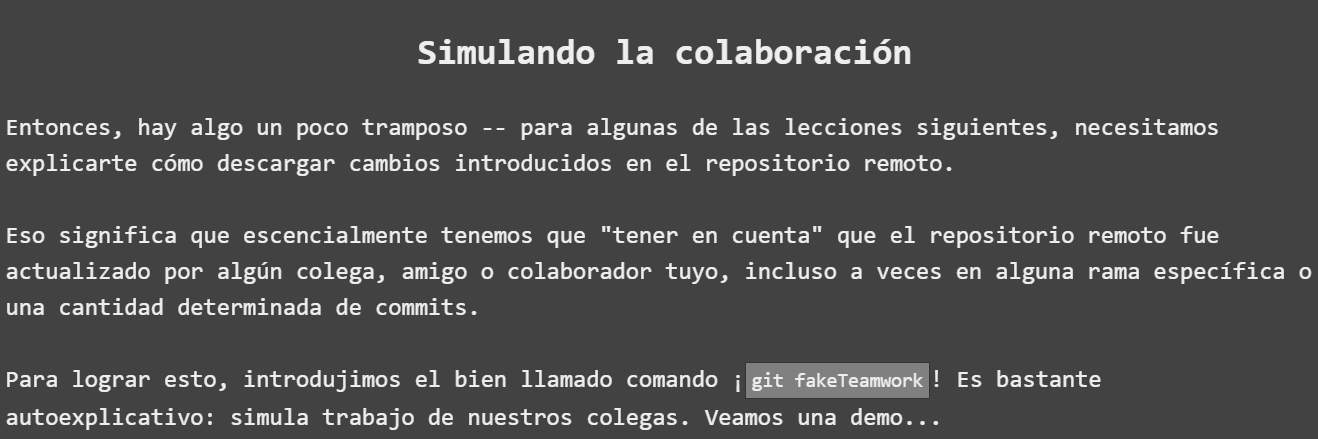 Simulando la colaboración
Entonces, hay algo un poco tramposo -- para algunas de las lecciones siguientes, necesitamos
explicarte cómo descargar cambios introducidos en el repositorio remoto.
Eso significa que escencialmente tenemos que "tener en cuenta" que el repositorio remoto fue
actualizado por algún colega, amigo o colaborador tuyo, incluso a veces en alguna rama específica o
una cantidad determinada de commits.
Para lograr esto, introdujimos el bien llamado comando ¡git fakeTeamwork! Es bastante
autoexplicativo: simula trabajo de nuestros colegas. Veamos una demo...